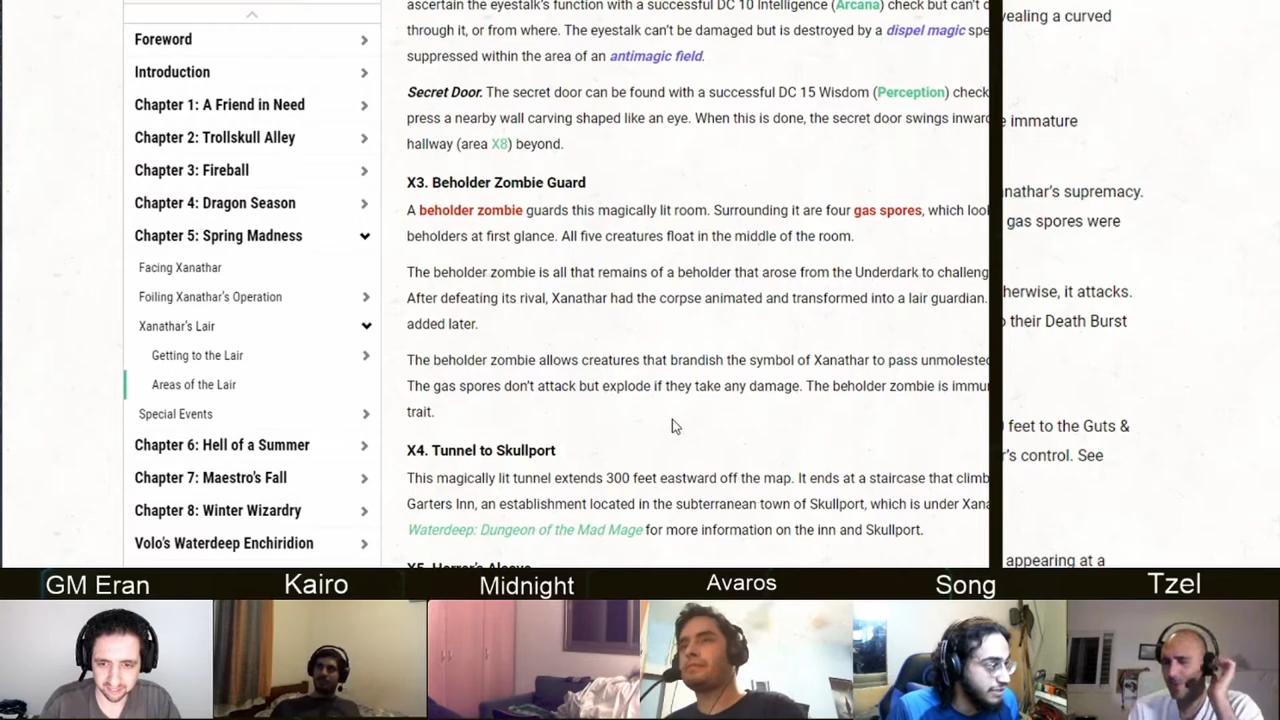 Foreword
Introduction
Chapter 1: A Friend in Need
Chapter 2: Trollskull Alley
Chapter 3: Fireball
Chapter 4: Dragon Season
Chapter 5: Spring Madness
Facing Xanathar
Foiling Xanathar's Operation
Xanathar's Lair
Getting to the Lair
Areas of the Lair
Special Events
Chapter 6: Hell of a Summer
Chapter 7: Maestro's Fall
Chapter 8: Winter Wizardry
Volo's Waterdeep Enchiridion
ascertain the eyestalk's function with a successful DC 10 Intelligence (Arcana) check but can't
through it, or from where. The eyestalk can't be damaged but is destroyed by a dispel magic spe
suppressed within the area of an antimagic field.
Secret Door. The secret door can be found with a successful DC 15 Wisdom (Perception) check
press a nearby wall carving shaped like an eye. When this is done, the secret door swings inward
hallway (area X8) beyond.
X3. Beholder Zombie Guard
A beholder zombie guards this magically lit room. Surrounding it are four gas spores, which look
beholders at first glance. All five creatures float in the middle of the room.
The beholder zombie is all that remains of a beholder that arose from the Underdark to challeng
After defeating its rival, Xanathar had the corpse animated and transformed into a lair guardian.
added later.
The beholder zombie allows creatures that brandish the symbol of Xanathar to pass unmolested
The gas spores don't attack but explode if they take any damage. The beholder zombie is immu
trait.
X4. Tunnel to Skullport
This magically lit tunnel extends 300 feet eastward off the map. It ends at a staircase that climb
Garters Inn, an establishment located in the subterranean town of Skullport, which is under Xana
Waterdeep: Dungeon of the Mad Mage for more information on the inn and Skullport.
vealing a curved
e immature
anathar's supremacy.
gas spores were
herwise, it attacks.
o their Death Burst
feet to the Guts &
r's control. See
appearing at a
GM Eran
Kairo
Midnight
Avaros
Song
Tzel